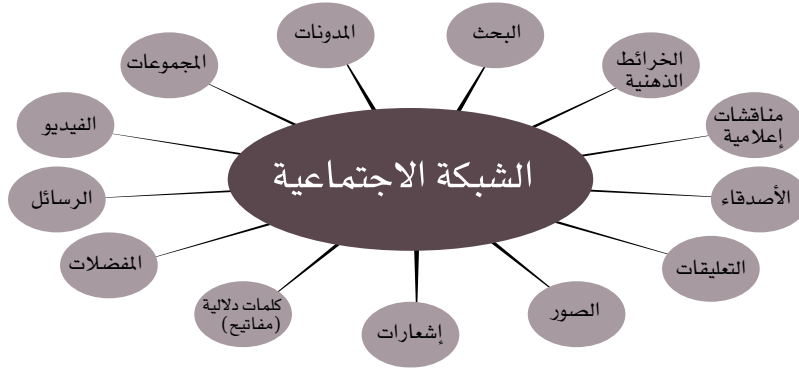 البحث
المدونات
الخرائط
الذهنية
المجموعات
مناقشات
إعلامية
الفيديو
الشبكة الاجتماعية
الأصدقاء
الرسائل
التعليقات
المفضلات
الصور
كلمات دلالية
(مفاتيح)
إشعارات